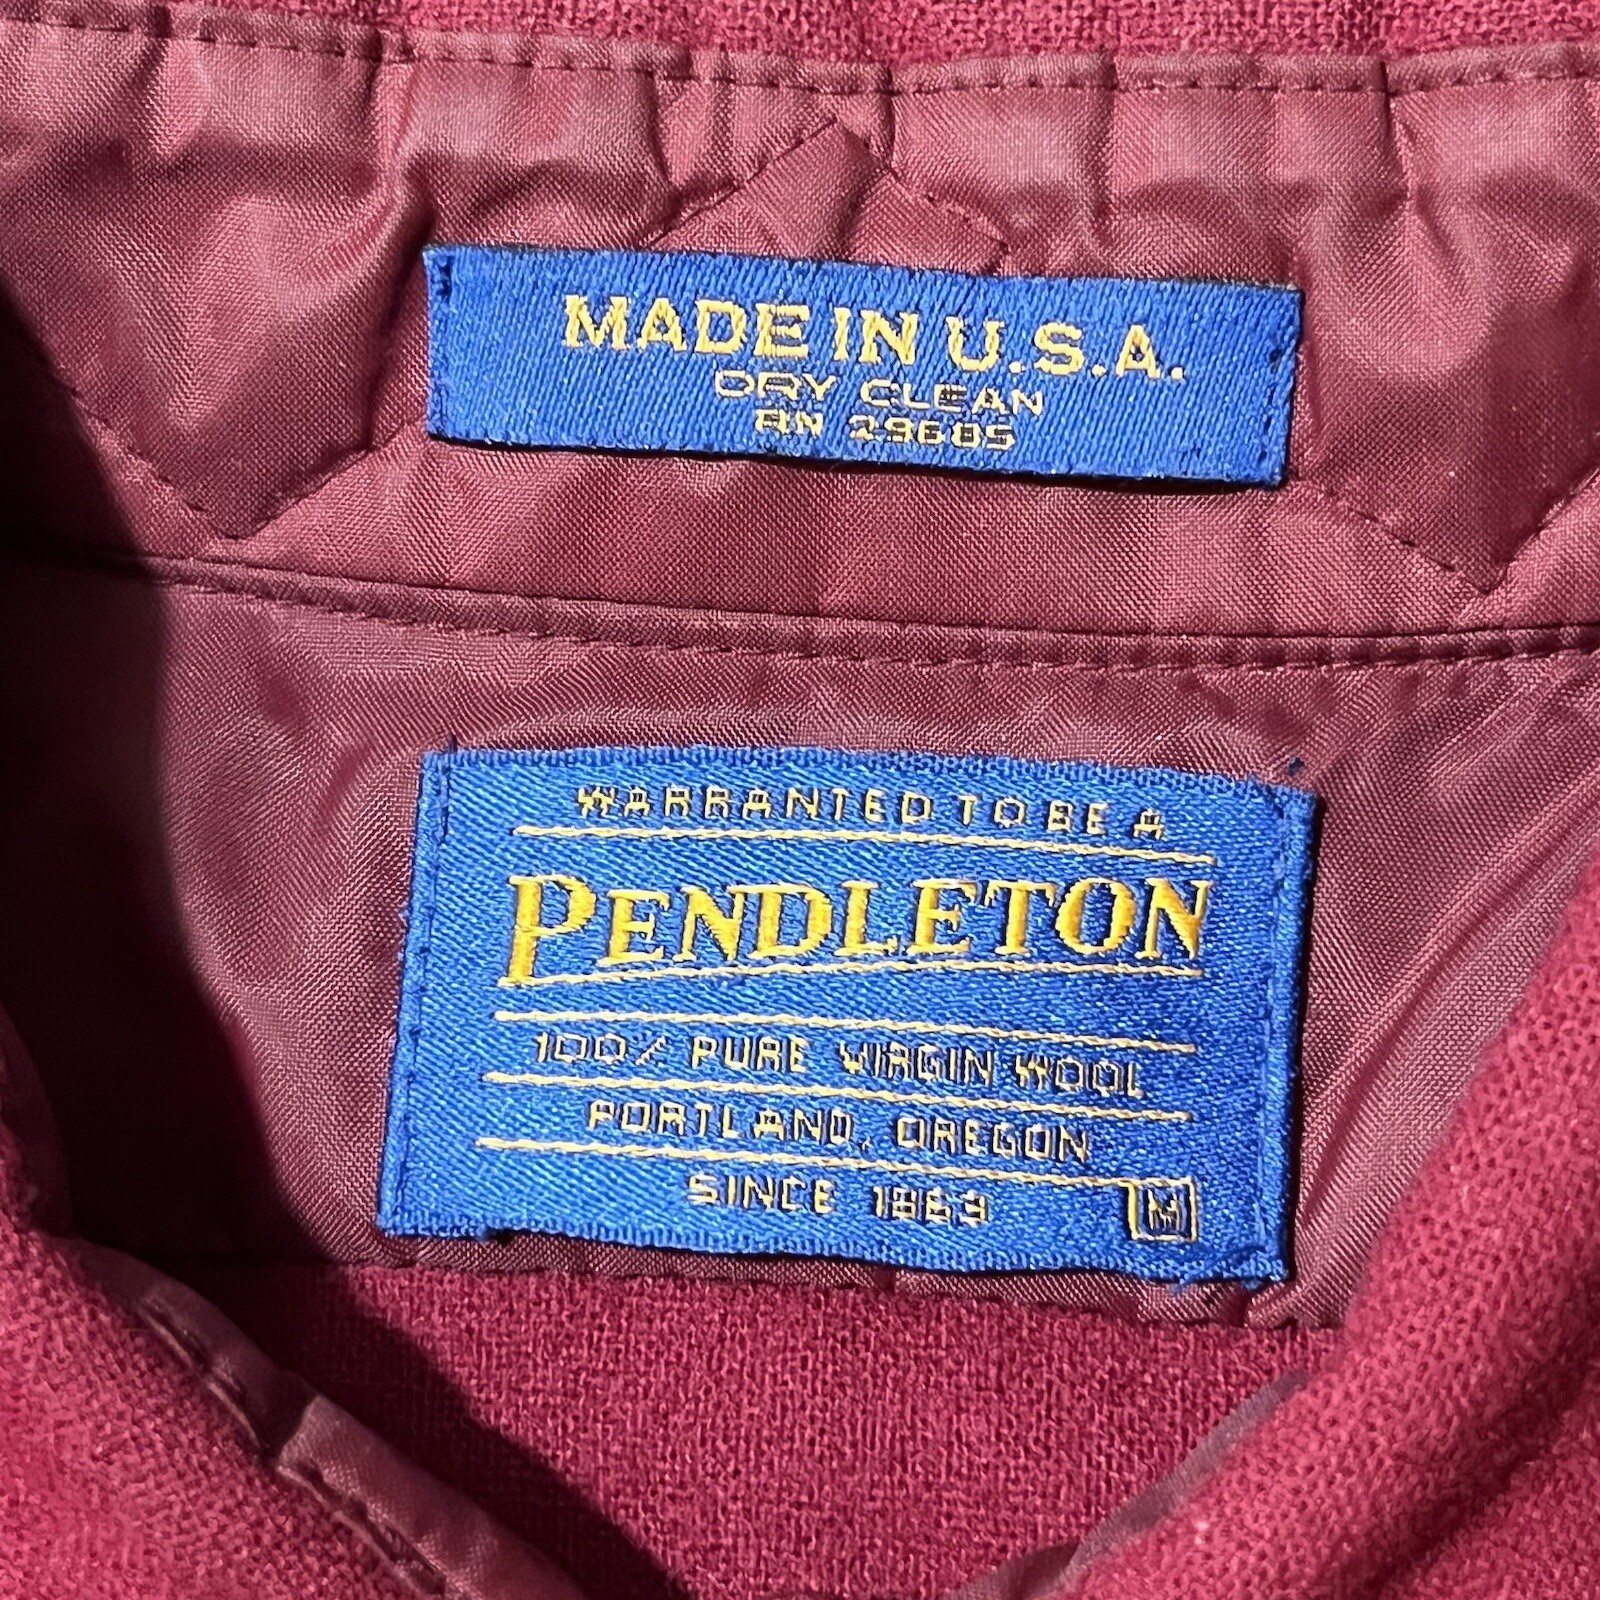 MADE IN U.S.A.
DRY CLEAN
RN 29685
WARRANTED TO BE A
PENDLETON
100% PURE VIRGIN WOOL
PORTLAND, OREGON
SINCE 1863
M